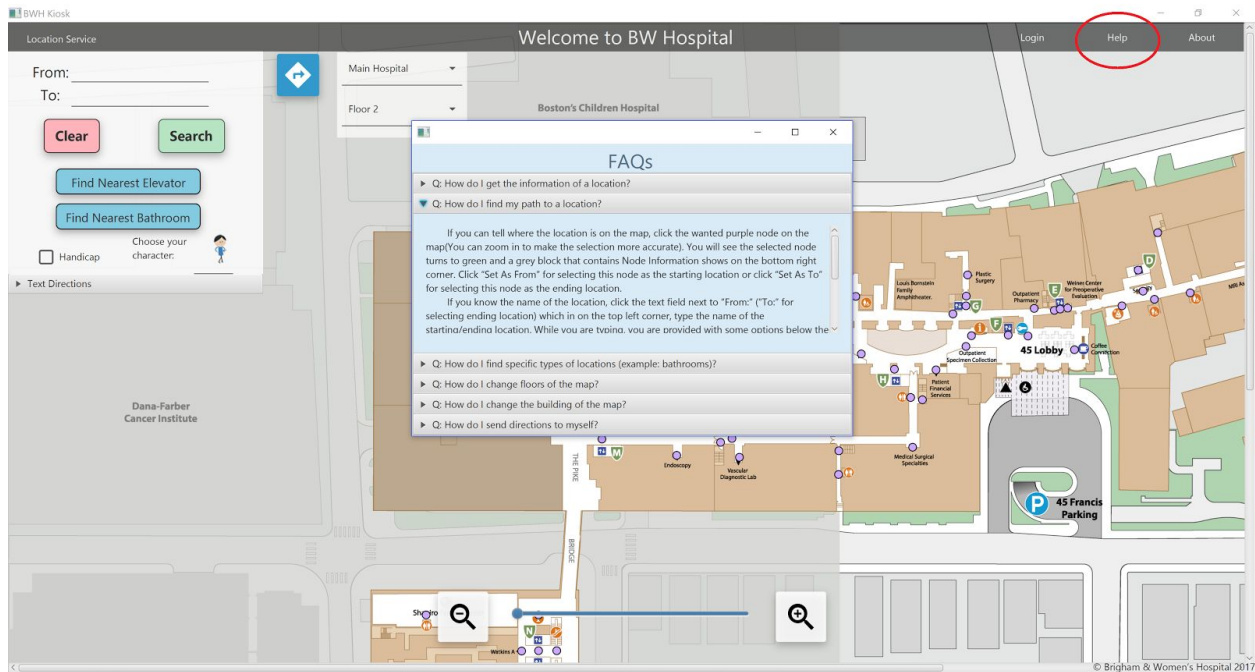 BWH Kiosk
Location Service
Welcome to BW Hospital
Login
Help
About
From:
To:
Clear
Search
Find Nearest Elevator
Find Nearest Bathroom
Handicap
Choose your
character:
Text Directions
Main Hospital
Floor 2
Boston's Children Hospital
FAQs
Q: How do I get the information of a location?
Q: How do I find my path to a location?
If you can tell where the location is on the map, click the wanted purple node on the
map(You can zoom in to make the selection more accurate). You will see the selected node
turns to green and a grey block that contains Node Information shows on the bottom right
corner. Click "Set As From" for selecting this node as the starting location or click "Set As To"
for selecting this node as the ending location.
If you know the name of the location, click the text field next to "From:" ("To:" for
selecting ending location) which in on the top left corner, type the name of the
starting/ending location. While you are typing, you are provided with some options below the
Q: How do I find specific types of locations (example: bathrooms)?
Q: How do I change floors of the map?
Q: How do I change the building of the map?
Q: How do I send directions to myself?
Dana-Farber
Cancer Institute
Louis Bornstein
Family
Amphitheater.
Plastic
Surgery
G
Outpatient
Pharmacy
E
Weiner Center
for Preoperative
Evaluation
D
F
Outpatient
Specimen Collection
45 Lobby
Coffee
Connection
H
Patient
Financial
Services
M
Endoscopy
Vascular
Diagnostic Lab
Medical Surgical
Specialties
THE PIKE
BRIDGE
P
45 Francis
Parking
N
Watkins A
© Brigham & Women's Hospital 2017